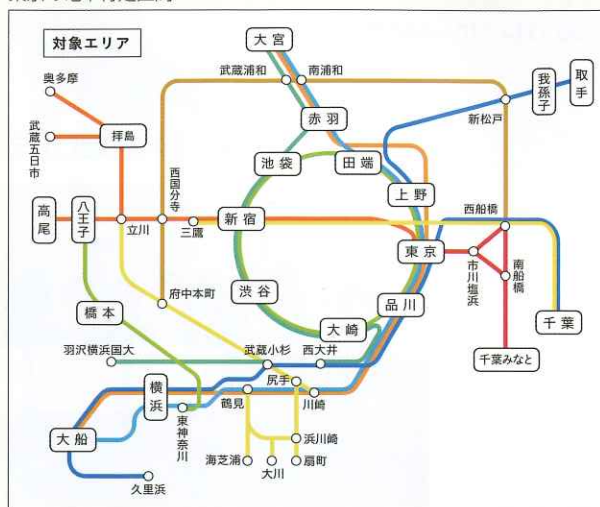 対象エリア
大宮
奥多摩
武蔵浦和
南浦和
我孫子
取手
武蔵五日市
拝島
赤羽
新松戸
池袋
田端
西国分寺
上野
高尾
八王子
立川
三鷹
新宿
西船橋
東京
市川塩浜
南船橋
府中本町
渋谷
品川
橋本
大崎
千葉
千葉みなと
羽沢横浜国大
武蔵小杉
西大井
横浜
尻手
鶴見
川崎
大船
東神奈川
浜川崎
海芝浦
大川
扇町
久里浜